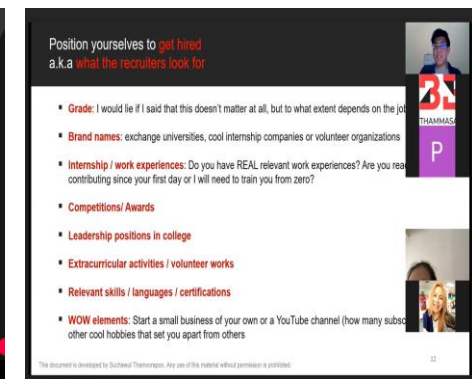 Position yourselves to get hired
a.k.a what the recruiters look for
Grade: I would lie if I said that this doesn't matter at all, but to what extent depends on the job
Brand names: exchange universities, cool internship companies or volunteer organizations
Internship / work experiences: Do you have REAL relevant work experiences? Are you
contributing since your first day or I will need to train you from zero?
Competitions/ Awards
Leadership positions in college
Extracurricular activities / volunteer works
Relevant skills / languages / certifications
WOW elements: Start a small business of your own or a YouTube channel (how many
other cool hobbies that set you apart from others
This document is developed by Suchawut Thamvorapon. Any use of this material without permission is prohibited.
12
THAMMASA
P